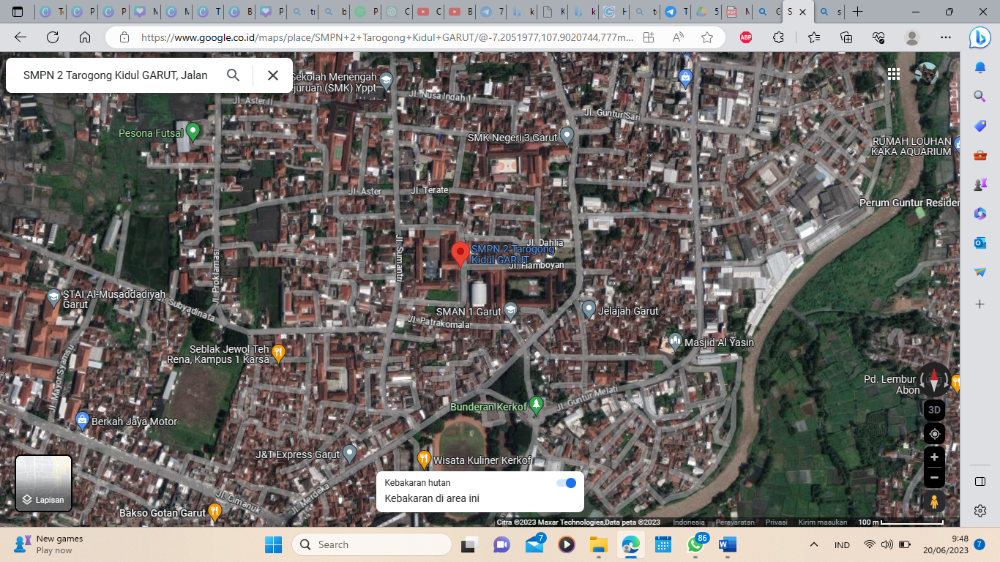 https://www.google.co.id/maps/place/SMPN+2+Tarogong+Kidul+GARUT/@-7.2051977,107.9020744,777m...
ABP
SMPN 2 Tarogong Kidul GARUT, Jalan
Sekolah Menengah
juruan (SMK) Yppt
Jl. Aster II
Jl. Nusa Indah 1
Jl. Guntur Sari
Pesona Futsal
SMK Negeri 3 Garut
RUMAH LOUHAN
KAKA AQUARIUM
Jl. Aster
Jl. Terate
Perum Guntur Residen
Jl. Dahlia
SMPN 2 Tarogong
Kidul GARUT
Jl. Flamboyan
Jl. Sumantri
Jl. Proklamasi
STAI Al-Musaddadiyah
Garut
Jl. Subyadinata
SMAN 1 Garut
Jelajah Garut
Jl. Patrakomala
Masjid Al Yasin
Seblak Jewol Teh
Rena, Kampus 1 Karsa
Jl. Mayor Syamsu
Pd. Lembur
Abon
Bunderan Kerkof
Jl. Guntur Melati
3D
Berkah Jaya Motor
J&T Express Garut
Wisata Kuliner Kerkof
Kebakaran hutan
Kebakaran di area ini
Lapisan
Jl. Cimanuk
Jl. Merdeka
Bakso Gotan Garut
Citra ©2023 Maxar Technologies,Data peta ©2023 Indonesia Persyaratan Privasi Kirim masukan 100 m
New games
Play now
Search
7
86
IND
9:48
20/06/2023
7